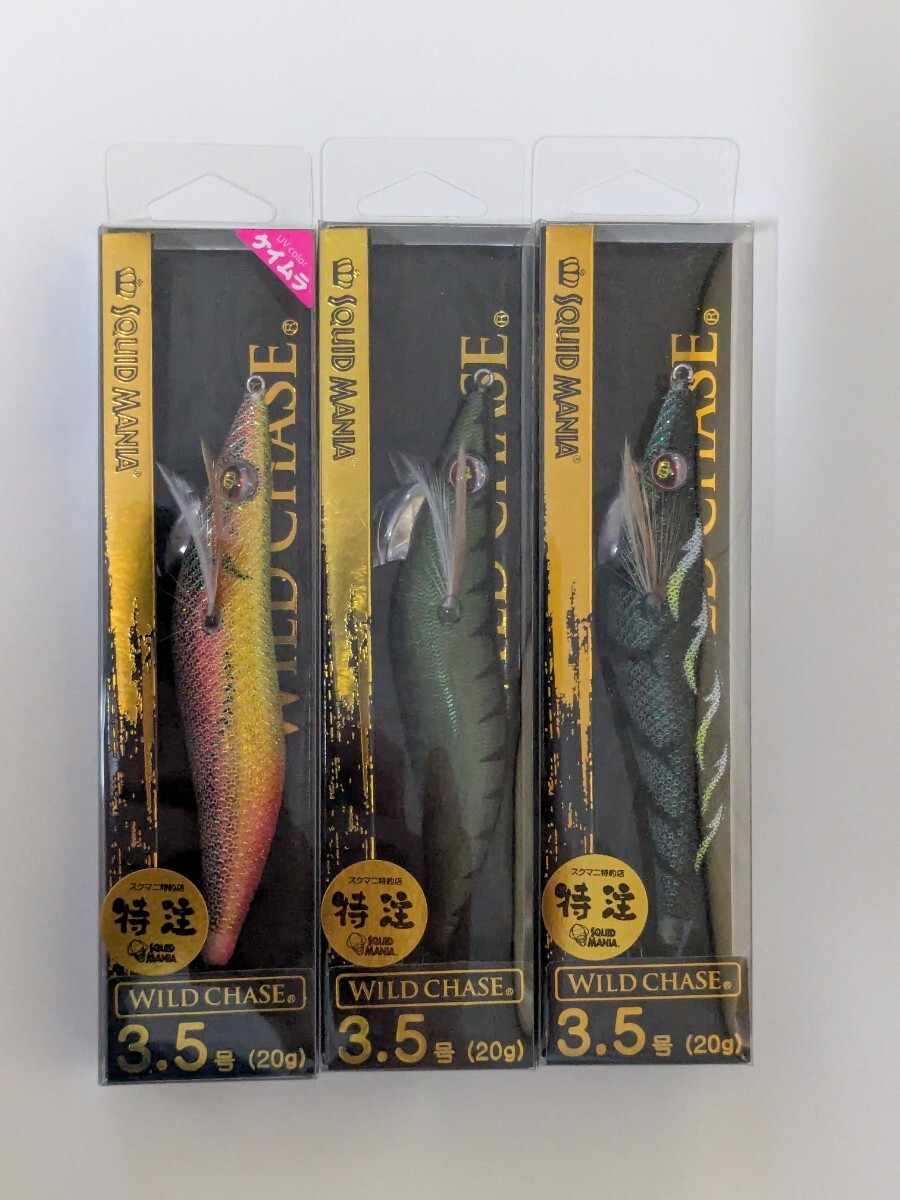 SQUID MANIA®
UV color
ケイムラ
WILD CHASE®
スクマニ特約店
特注
SQUID
MANIA
WILD CHASE®
3.5号 (20g)
SQUID MANIA®
スクマニ特約店
特注
SQUID
MANIA
WILD CHASE®
3.5号 (20g)
SQUID MANIA®
スクマニ特約店
特注
SQUID
MANIA
WILD CHASE®
3.5号 (20g)